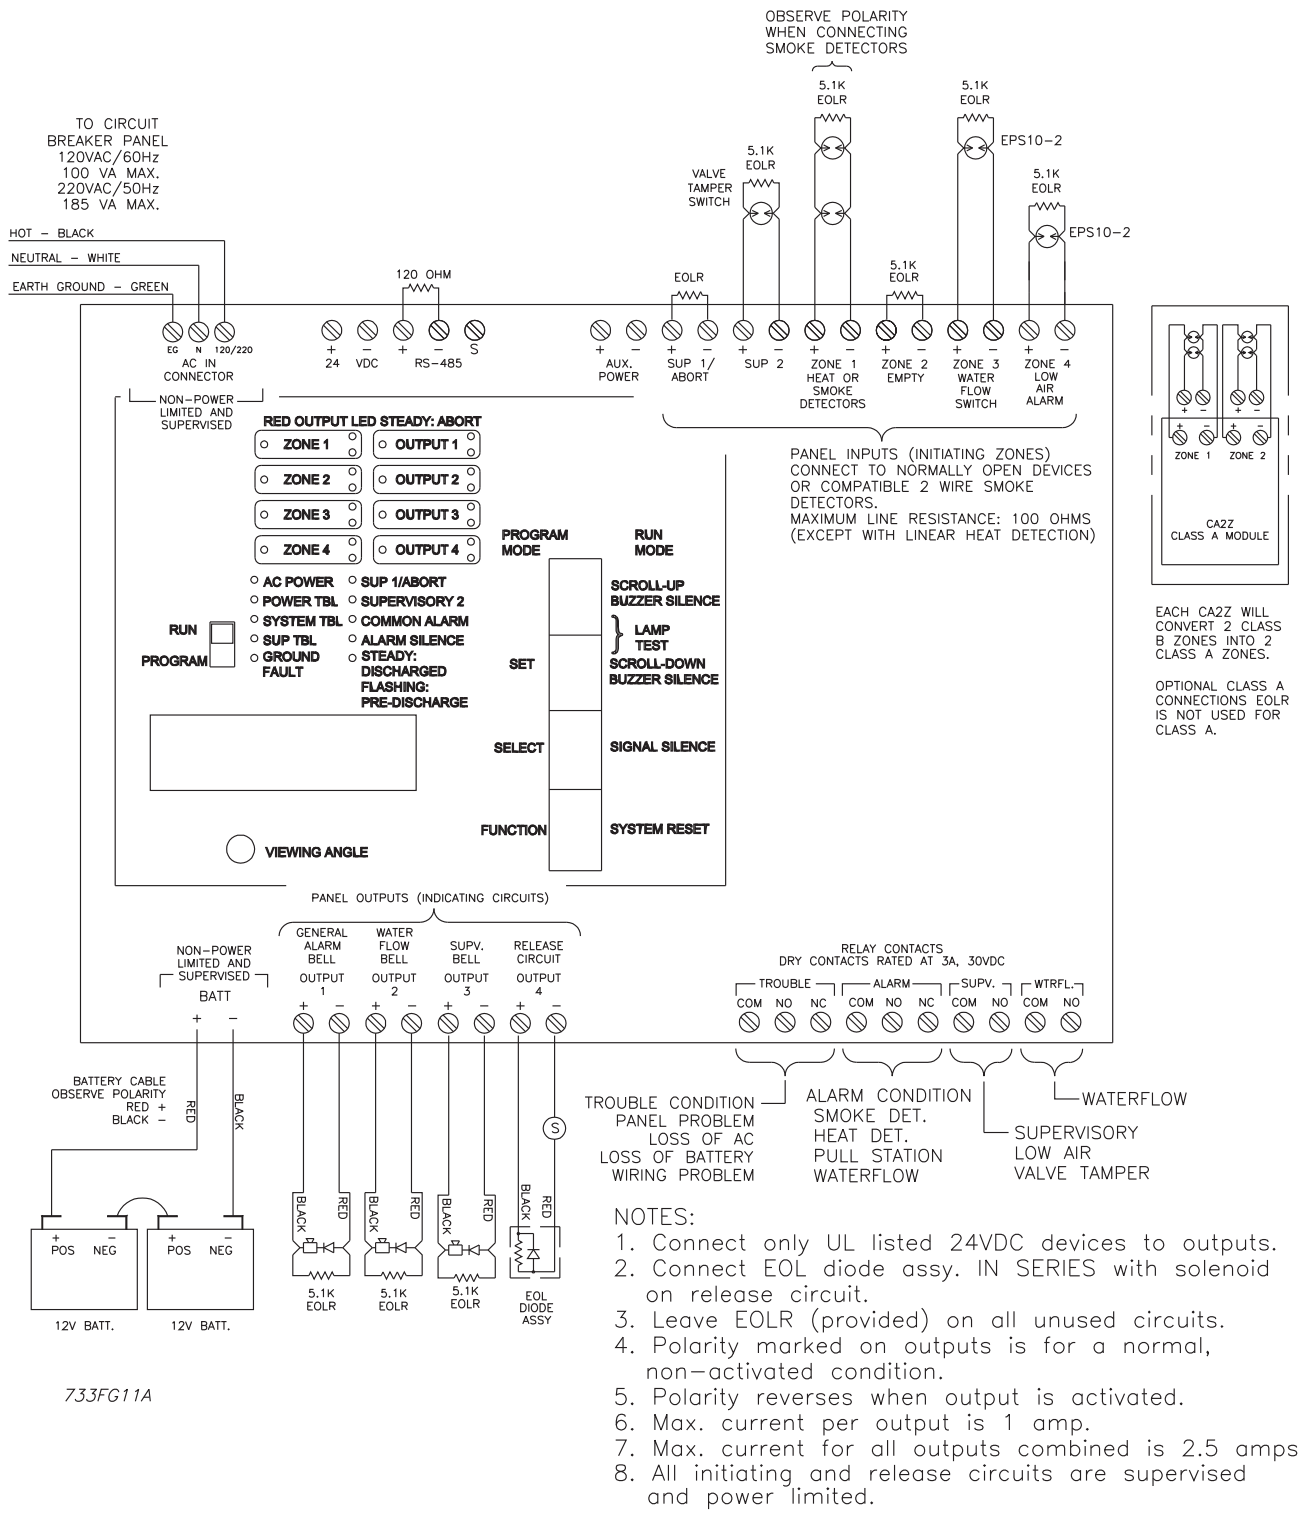 OBSERVE POLARITY
WHEN CONNECTING
SMOKE DETECTORS
5.1K
EOLR
5.1K
EOLR
EPS10-2
5.1K
EOLR
VALVE
TAMPER
SWITCH
5.1K
EOLR
EPS10-2
TO CIRCUIT
BREAKER PANEL
120VAC/60Hz
100 VA MAX.
220VAC/50Hz
185 VA MAX.
HOT - BLACK
NEUTRAL - WHITE
EARTH GROUND - GREEN
120 OHM
EOLR
5.1K
EOLR
EG N 120/220
AC IN
CONNECTOR
+ -
24 VDC
+ - S
RS-485
+ -
AUX.
POWER
+ -
SUP 1/
ABORT
+ -
SUP 2
+ -
ZONE 1
HEAT OR
SMOKE
DETECTORS
+ -
ZONE 2
EMPTY
+ -
ZONE 3
WATER
FLOW
SWITCH
+ -
ZONE 4
LOW
AIR
ALARM
NON-POWER
LIMITED AND
SUPERVISED
RED OUTPUT LED STEADY: ABORT
ZONE 1 OUTPUT 1
ZONE 2 OUTPUT 2
ZONE 3 OUTPUT 3
ZONE 4 OUTPUT 4
AC POWER SUP 1/ABORT
POWER TBL SUPERVISORY 2
SYSTEM TBL COMMON ALARM
SUP TBL ALARM SILENCE
GROUND
FAULT
STEADY:
DISCHARGED
FLASHING:
PRE-DISCHARGE
RUN
PROGRAM
PROGRAM
MODE
RUN
MODE
SCROLL-UP
BUZZER SILENCE
LAMP
TEST
SET
SCROLL-DOWN
BUZZER SILENCE
SELECT
SIGNAL SILENCE
FUNCTION
SYSTEM RESET
VIEWING ANGLE
PANEL INPUTS (INITIATING ZONES)
CONNECT TO NORMALLY OPEN DEVICES
OR COMPATIBLE 2 WIRE SMOKE
DETECTORS.
MAXIMUM LINE RESISTANCE: 100 OHMS
(EXCEPT WITH LINEAR HEAT DETECTION)
+ - + -
+ - + -
ZONE 1 ZONE 2
CA2Z
CLASS A MODULE
EACH CA2Z WILL
CONVERT 2 CLASS
B ZONES INTO 2
CLASS A ZONES.
OPTIONAL CLASS A
CONNECTIONS EOLR
IS NOT USED FOR
CLASS A.
PANEL OUTPUTS (INDICATING CIRCUITS)
NON-POWER
LIMITED AND
SUPERVISED
BATT
+ -
GENERAL
ALARM
BELL
OUTPUT
1
+ -
WATER
FLOW
BELL
OUTPUT
2
+ -
SUPV.
BELL
OUTPUT
3
+ -
RELEASE
CIRCUIT
OUTPUT
4
+ -
RELAY CONTACTS
DRY CONTACTS RATED AT 3A, 30VDC
TROUBLE ALARM SUPV. WTRFL.
COM NO NC COM NO NC COM NO COM NO
BATTERY CABLE
OBSERVE POLARITY
RED +
BLACK -
RED
BLACK
TROUBLE CONDITION
PANEL PROBLEM
LOSS OF AC
LOSS OF BATTERY
WIRING PROBLEM
ALARM CONDITION
SMOKE DET.
HEAT DET.
PULL STATION
WATERFLOW
SUPERVISORY
LOW AIR
VALVE TAMPER
WATERFLOW
S
BLACK
RED
BLACK
RED
BLACK
RED
BLACK
RED
+ -
POS NEG
+ -
POS NEG
12V BATT.
12V BATT.
5.1K
EOLR
5.1K
EOLR
5.1K
EOLR
EOL
DIODE
ASSY
733FG11A
NOTES:
1. Connect only UL listed 24VDC devices to outputs.
2. Connect EOL diode assy. IN SERIES with solenoid
on release circuit.
3. Leave EOLR (provided) on all unused circuits.
4. Polarity marked on outputs is for a normal,
non-activated condition.
5. Polarity reverses when output is activated.
6. Max. current per output is 1 amp.
7. Max. current for all outputs combined is 2.5 amps
8. All initiating and release circuits are supervised
and power limited.